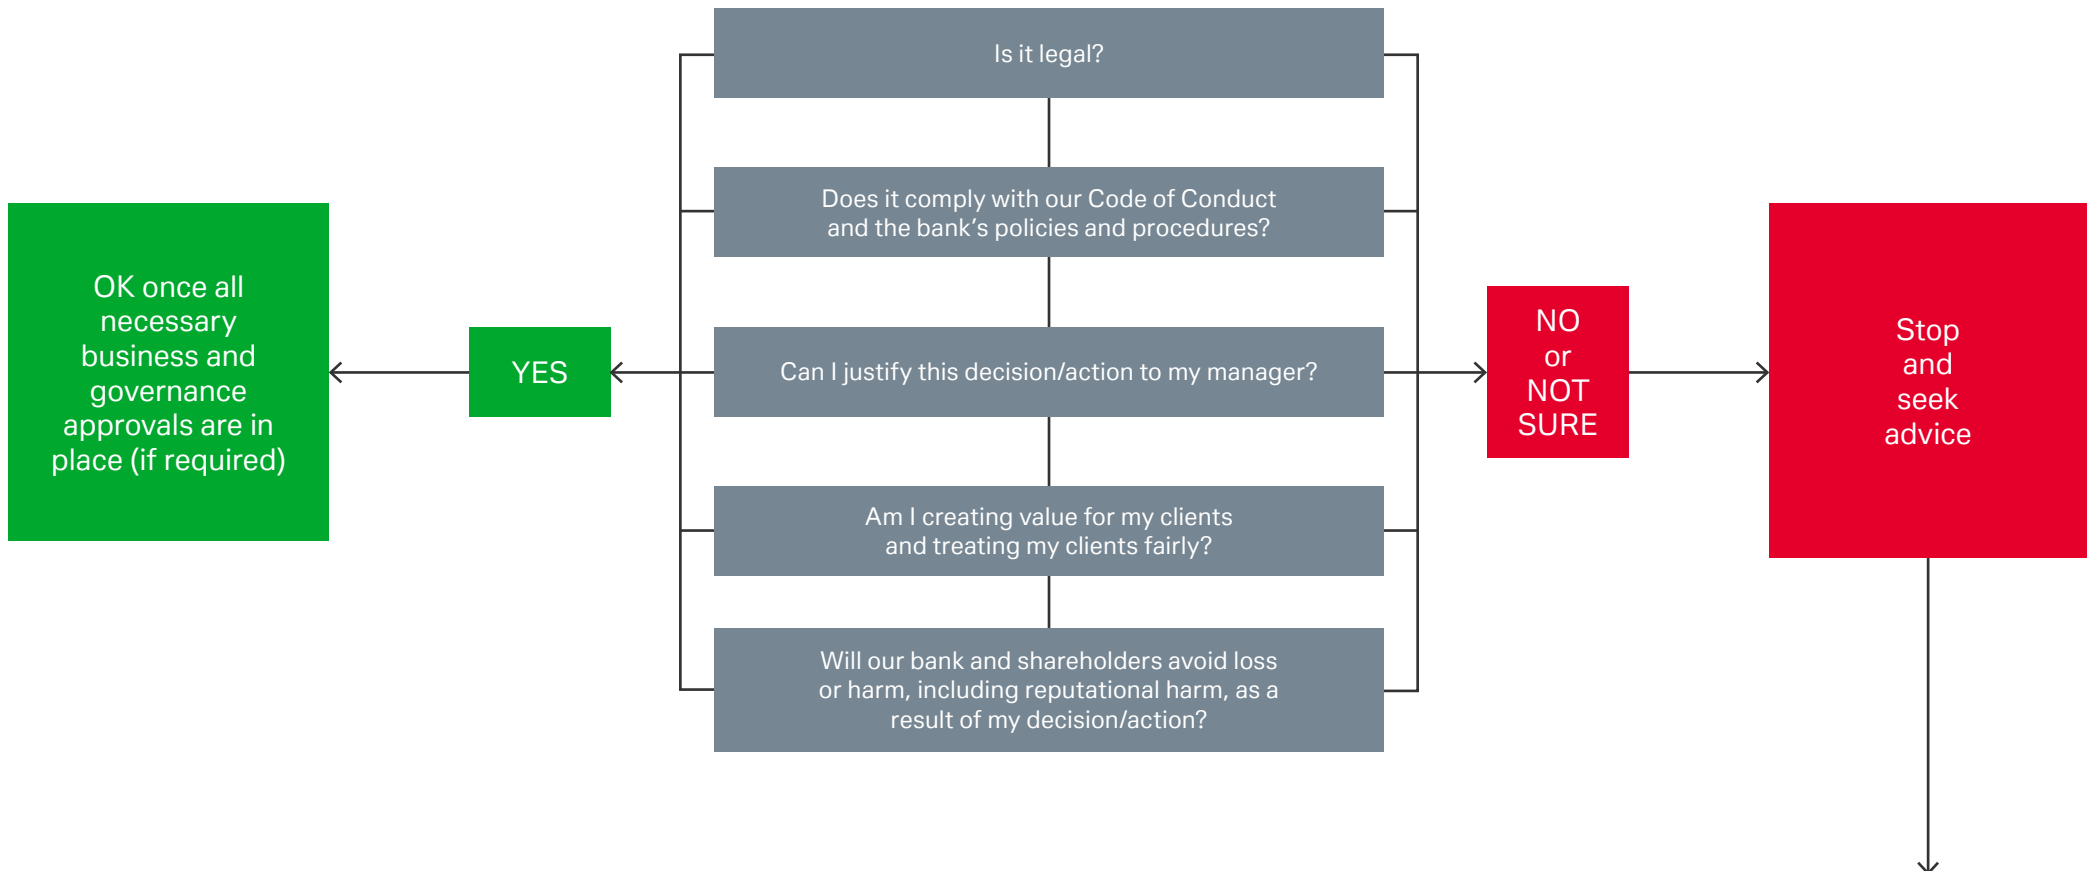 Is it legal?
Does it comply with our Code of Conduct
and the bank’s policies and procedures?
OK once all
necessary
business and
governance
approvals are in
place (if required)
YES
Can I justify this decision/action to my manager?
NO
or
NOT
SURE
Stop
and
seek
advice
Am I creating value for my clients
and treating my clients fairly?
Will our bank and shareholders avoid loss
or harm, including reputational harm, as a
result of my decision/action?